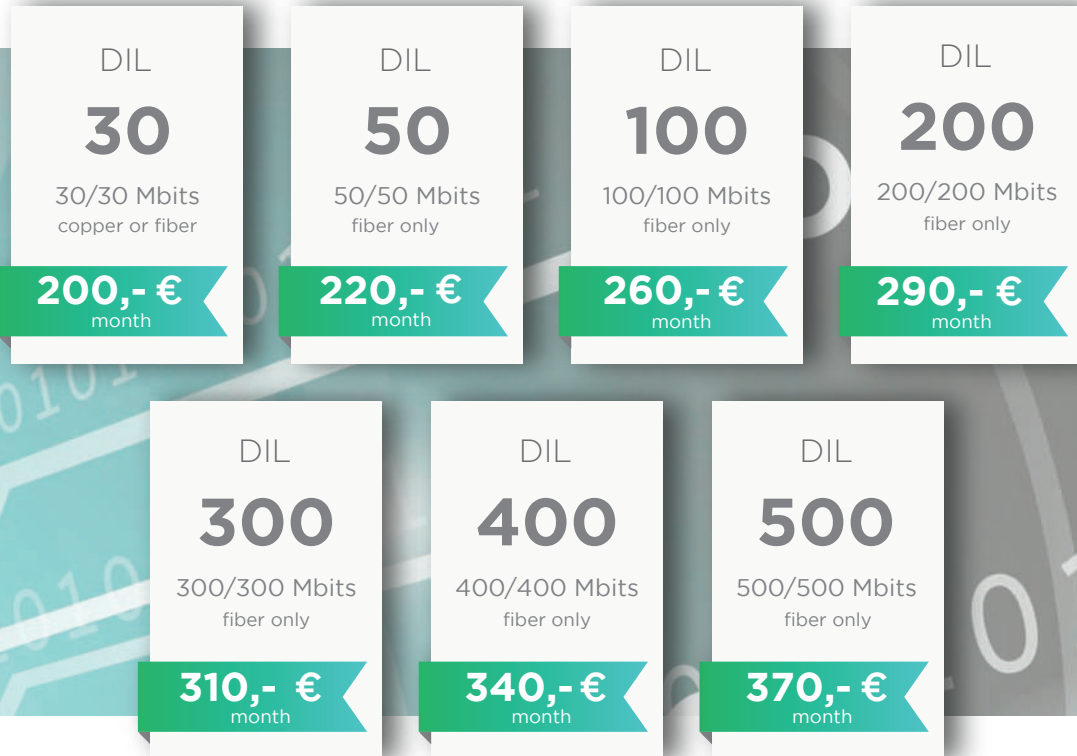 DIL
30
30/30 Mbits
copper or fiber
200,- €
month
DIL
50
50/50 Mbits
fiber only
220,- €
month
DIL
100
100/100 Mbits
fiber only
260,- €
month
DIL
200
200/200 Mbits
fiber only
290,- €
month
DIL
300
300/300 Mbits
fiber only
310,- €
month
DIL
400
400/400 Mbits
fiber only
340,- €
month
DIL
500
500/500 Mbits
fiber only
370,- €
month